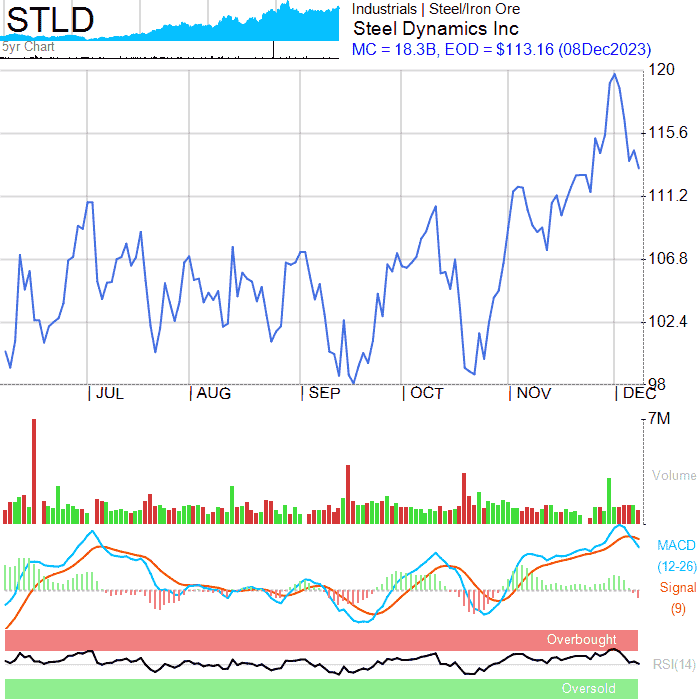 STLD
5yr Chart
Industrials | Steel/Iron Ore
Steel Dynamics Inc
MC = 18.3B, EOD = $113.16 (08Dec2023)
120
115.6
111.2
106.8
102.4
98
JUL AUG SEP OCT NOV DEC
7M
Volume
MACD
(12-26)
Signal
(9)
Overbought
RSI(14)
Oversold